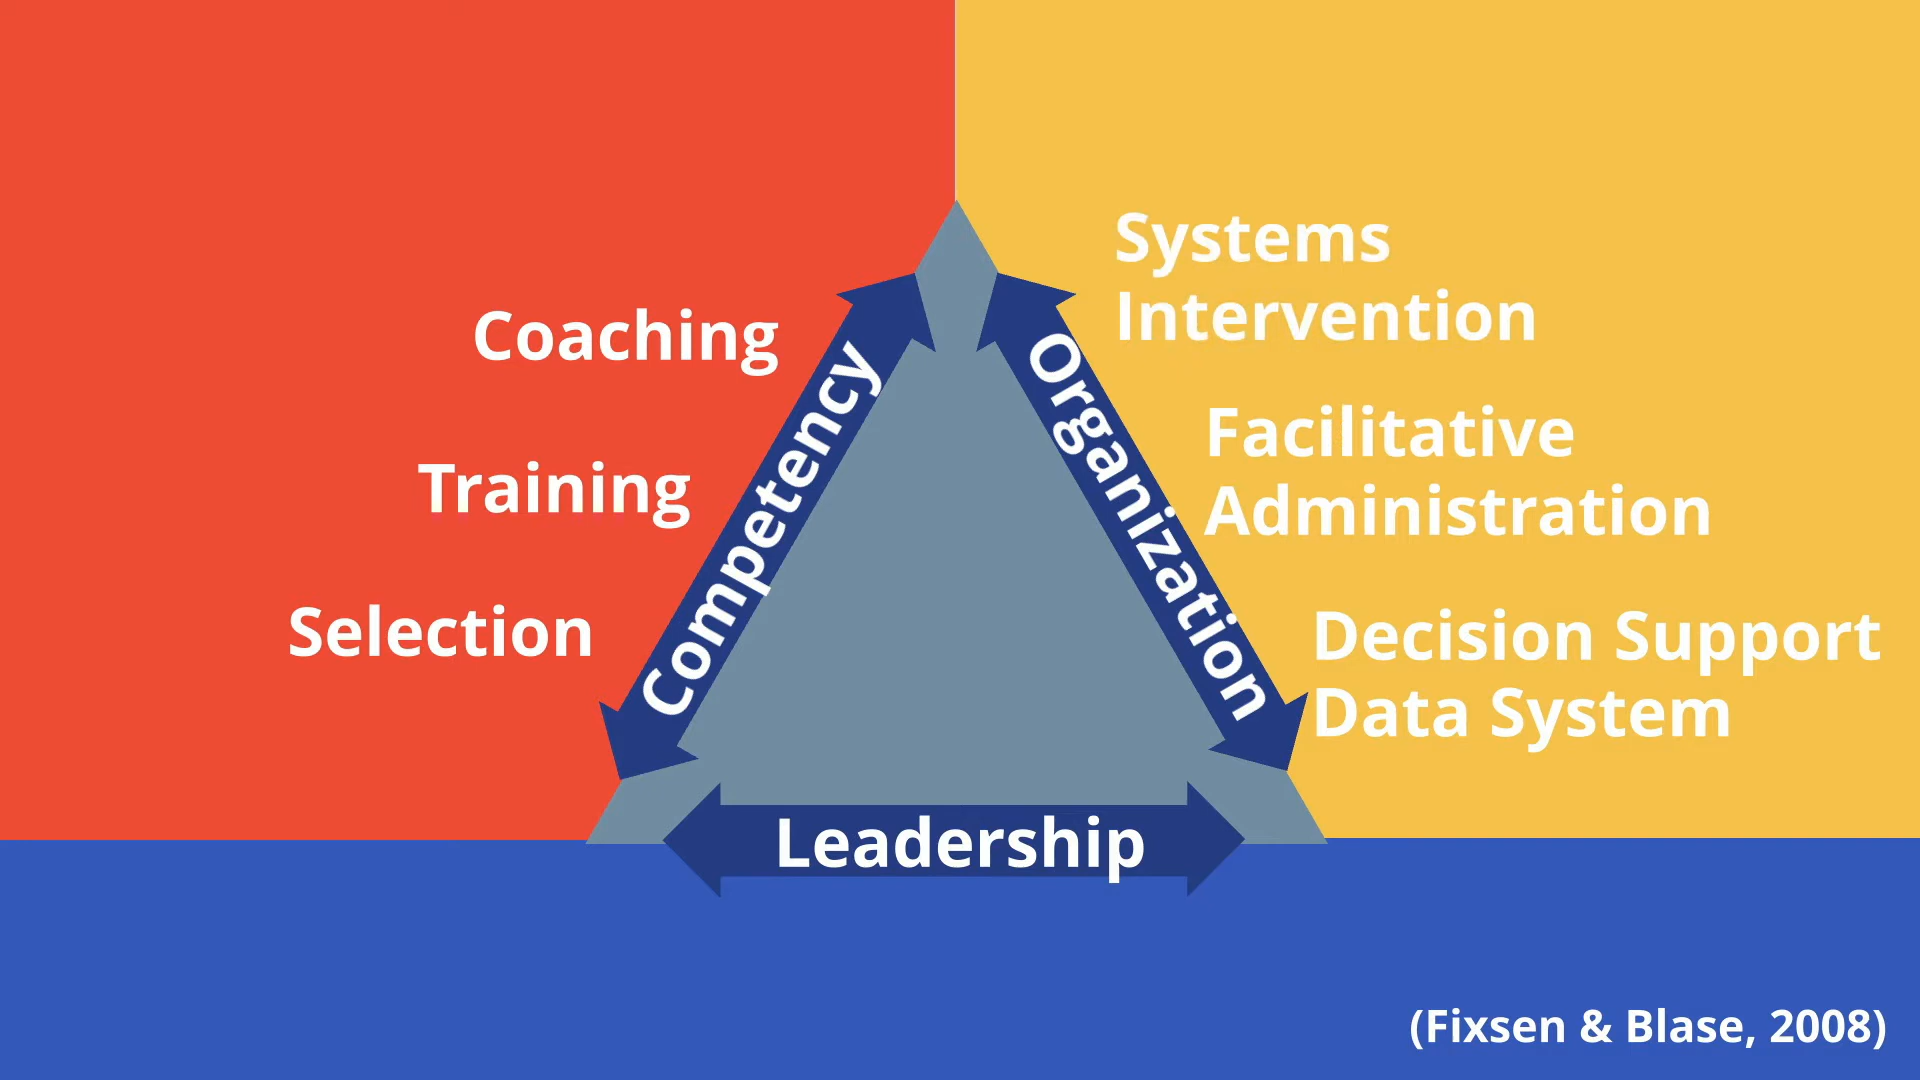 Coaching
Training
Selection
Competency
Organization
Systems
Intervention
Facilitative
Administration
Decision Support
Data System
Leadership
(Fixsen & Blase, 2008)